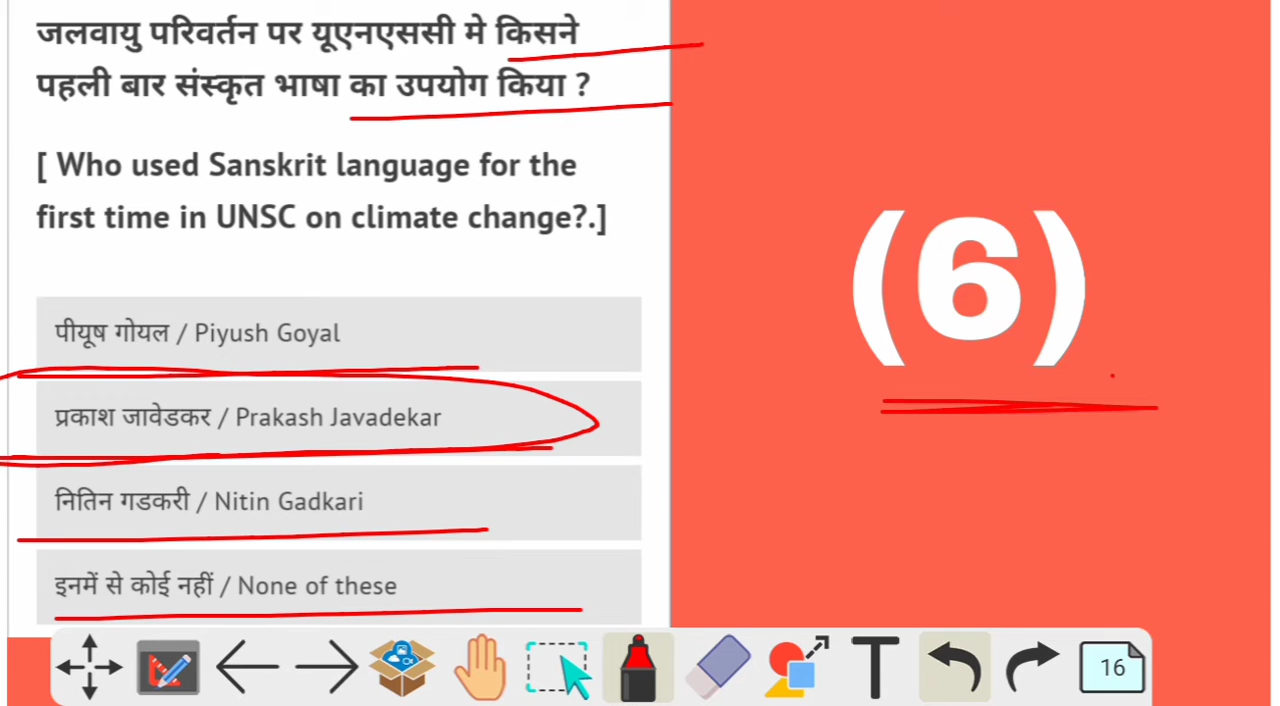 जलवायु परिवर्तन पर यूएनएससी मे किसने
पहली बार संस्कृत भाषा का उपयोग किया ?
[ Who used Sanskrit language for the
first time in UNSC on climate change?.]
पीयूष गोयल / Piyush Goyal
प्रकाश जावेडकर / Prakash Javadekar
नितिन गडकरी / Nitin Gadkari
इनमें से कोई नहीं / None of these
(6)
T
16